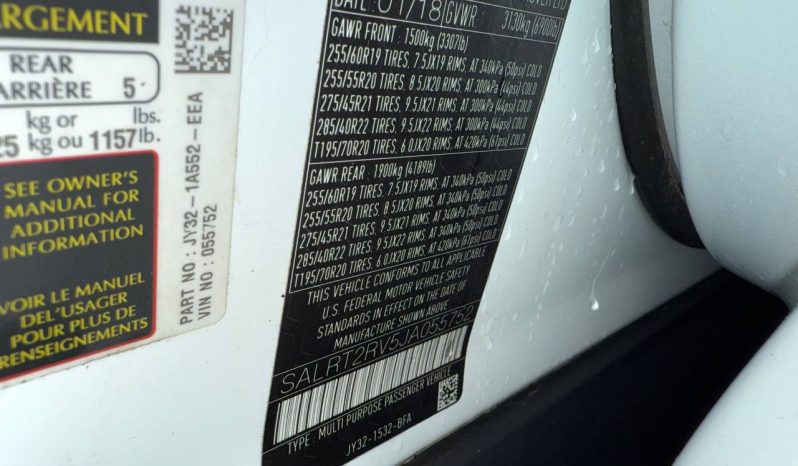 ARGEMENT
REAR
ARRIÈRE 5
kg or lbs.
25 kg ou 1157 lb.
SEE OWNER'S
MANUAL FOR
ADDITIONAL
INFORMATION
VOIR LE MANUEL
DEL'USAGER
POUR PLUS DE
RENSEIGNEMENTS
PART NO : JY32-1A552-EEA
VIN NO : 055752
DATE: 01/18 GVWR 3130kg (6900lb)
GAWR FRONT : 1500kg (3307lb)
255/60R19 TIRES, 7.5JX19 RIMS, AT 340kPa (50psi) COLD
255/55R20 TIRES, 8.5JX20 RIMS, AT 300kPa (44psi) COLD
275/45R21 TIRES, 9.5JX21 RIMS, AT 300kPa (44psi) COLD
285/40R22 TIRES, 9.5JX22 RIMS, AT 300kPa (44psi) COLD
T195/70R20 TIRES, 6.0JX20 RIMS, AT 420kPa (61psi) COLD
GAWR REAR : 1900kg (4189lb)
255/60R19 TIRES, 7.5JX19 RIMS, AT 340kPa (50psi) COLD
255/55R20 TIRES, 8.5JX20 RIMS, AT 340kPa (50psi) COLD
275/45R21 TIRES, 9.5JX21 RIMS, AT 340kPa (50psi) COLD
285/40R22 TIRES, 9.5JX22 RIMS, AT 340kPa (50psi) COLD
T195/70R20 TIRES, 6.0JX20 RIMS, AT 420kPa (61psi) COLD
THIS VEHICLE CONFORMS TO ALL APPLICABLE
U.S. FEDERAL MOTOR VEHICLE SAFETY
STANDARDS IN EFFECT ON THE DATE OF
MANUFACTURE SHOWN ABOVE.
SALRT2RV5JA055752
TYPE : MULTI PURPOSE PASSENGER VEHICLE
JY32-1532-BFA